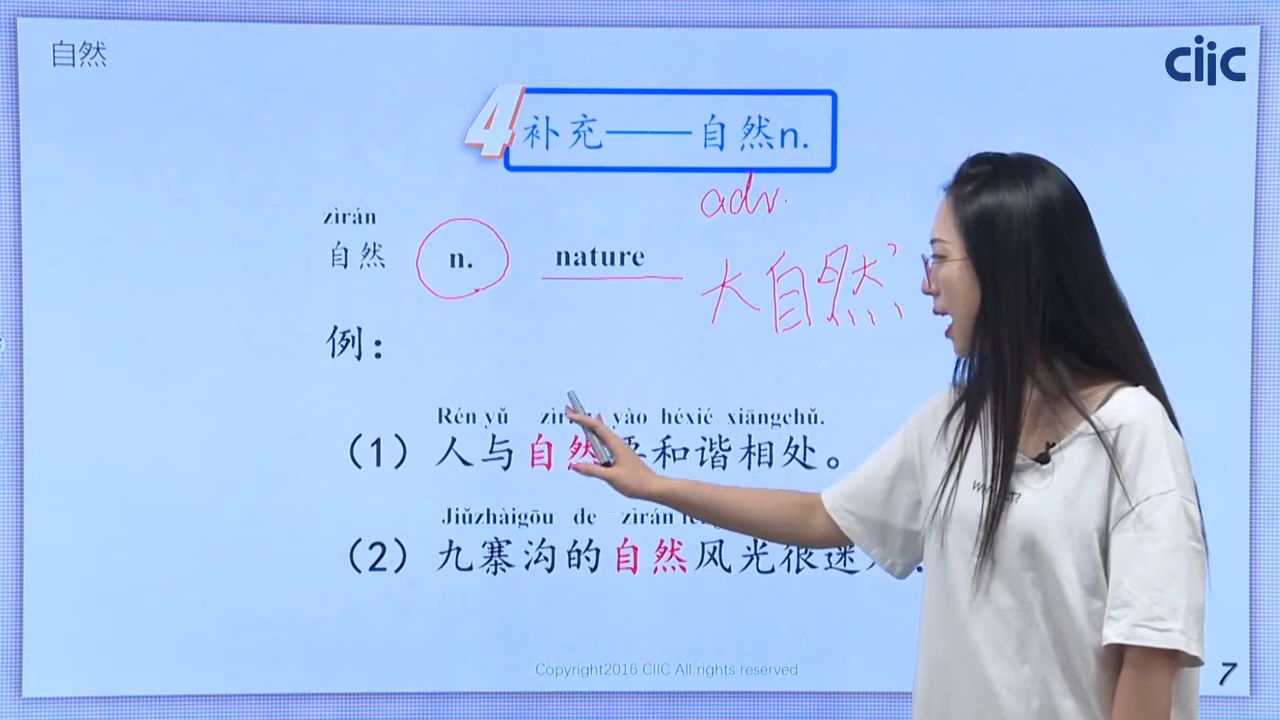 自然
ciic
4 补充——自然n.
adv.
zìrán
自然 n. nature 大自然
例：
Rén yǔ yào héxié xiāngchǔ.
（1）人与自然要和谐相处。
Jiǔzhàigōu de zìrán
（2）九寨沟的自然风光很迷
Copyright2016 CIIC All rights reserved
7